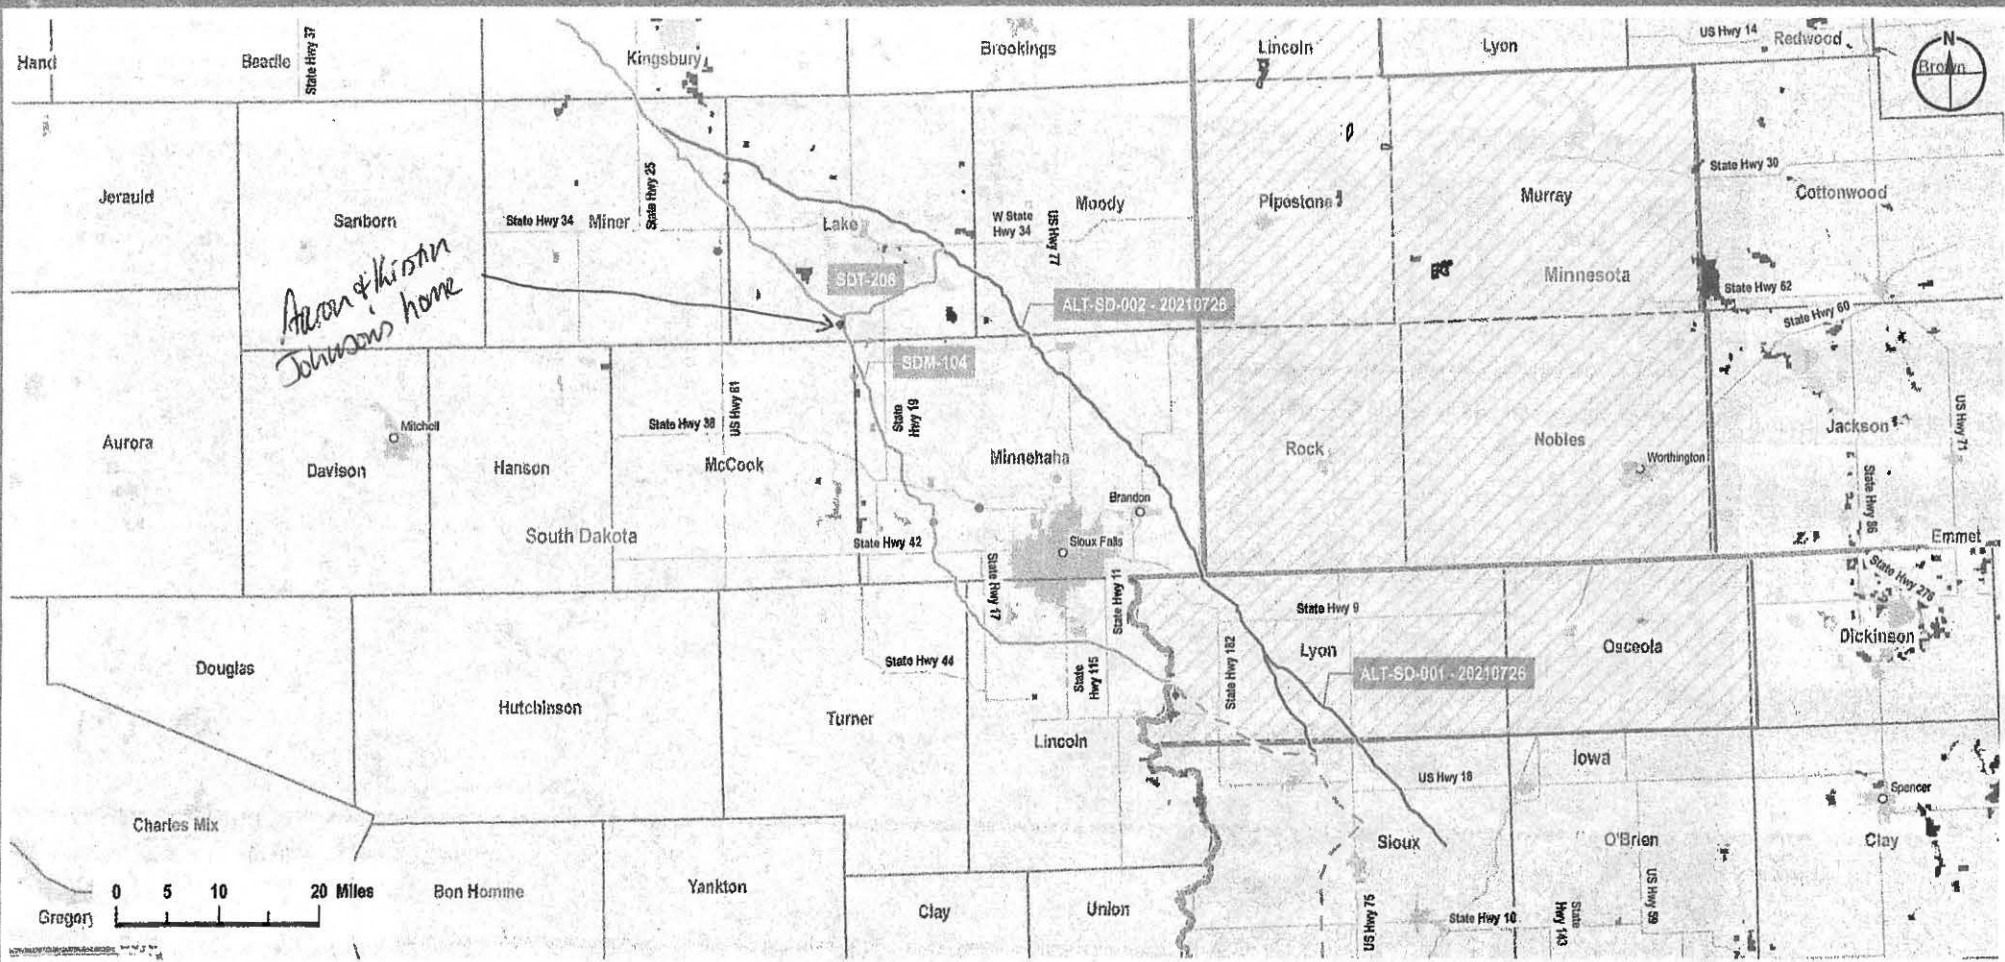 Hand
Beadle
State Hwy 37
Kingsbury
Brookings
Lincoln
Lyon
US Hwy 14
Redwood
N
Brown
Jerauld
Sanborn
State Hwy 34
Miner
State Hwy 25
Lake
W State
Hwy 34
US Hwy 77
Moody
Pipestone
Murray
State Hwy 30
Cottonwood
Aaron & Kirstin
Johnson's home
SDT-206
ALT-SD-002 - 20210726
Minnesota
State Hwy 62
State Hwy 60
SDM-104
Aurora
Mitchell
Davison
Hanson
State Hwy 38
US Hwy 81
McCook
State
Hwy 19
Minnehaha
Brandon
Rock
Nobles
Worthington
Jackson
US Hwy 71
State Hwy 86
South Dakota
State Hwy 42
Sioux Falls
Emmet
State Hwy 17
State Hwy 11
State Hwy 9
State Hwy 276
Dickinson
Douglas
State Hwy 44
State
Hwy 115
State Hwy 182
Lyon
Osceola
ALT-SD-001 - 20210726
Hutchinson
Turner
Lincoln
Iowa
US Hwy 18
Spencer
Charles Mix
Sioux
O'Brien
Clay
0 5 10 20 Miles
Gregory
Bon Homme
Yankton
Clay
Union
US Hwy 75
State Hwy 10
State
Hwy 143
US Hwy 59